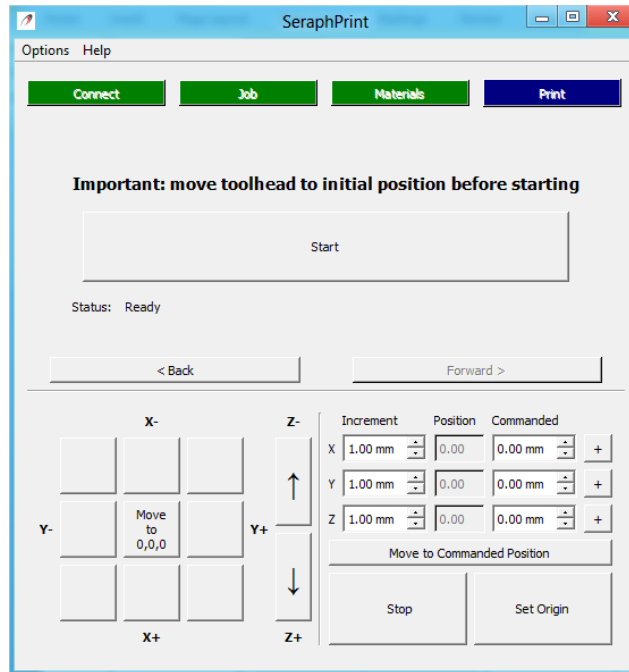 SeraphPrint
Options Help
Connect Job Materials Print
Important: move toolhead to initial position before starting
Start
Status: Ready
< Back Forward >
X- Z- Increment Position Commanded
X 1.00 mm 0.00 0.00 mm +
Y 1.00 mm 0.00 0.00 mm +
Y- Move to 0,0,0 Y+
Z 1.00 mm 0.00 0.00 mm +
Move to Commanded Position
Stop Set Origin
X+ Z+